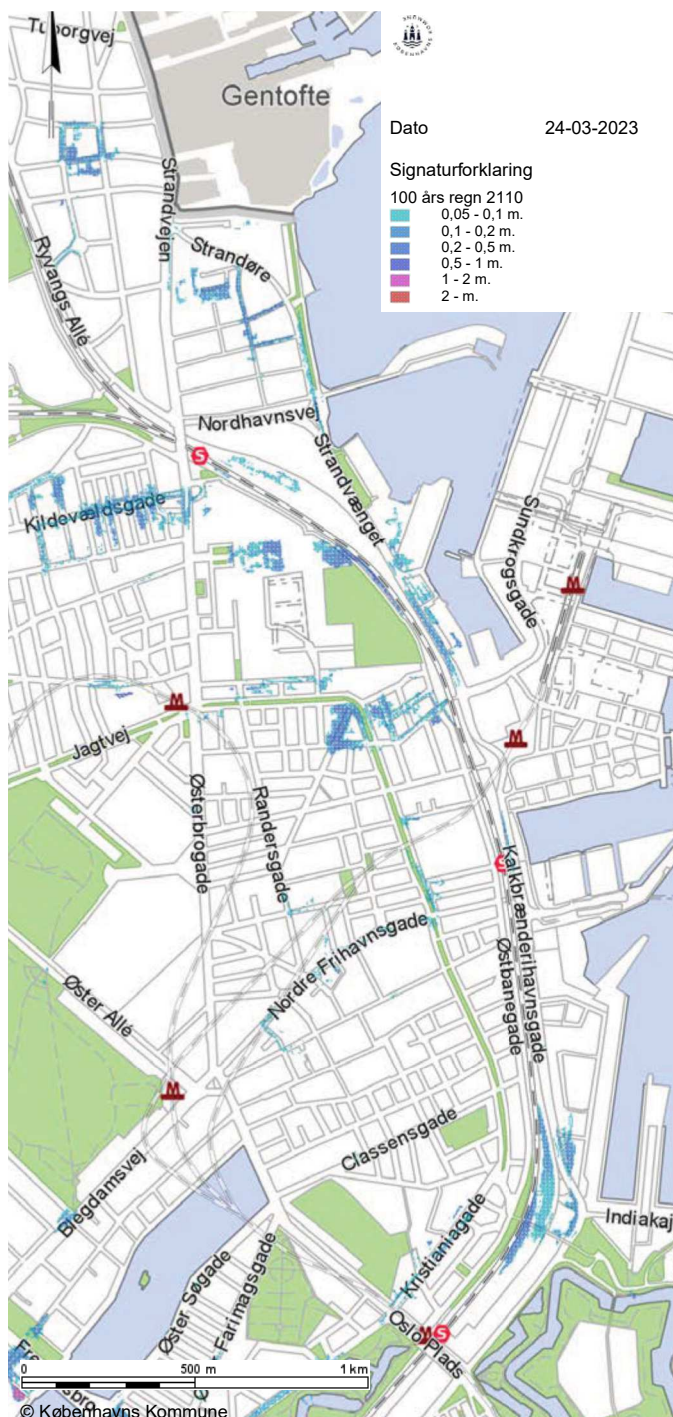 Tuborgvej
Gentofte
KØBENHAVNS KOMMUNE
Dato 24-03-2023
Signaturforklaring
100 års regn 2110
0,05 - 0,1 m.
0,1 - 0,2 m.
0,2 - 0,5 m.
0,5 - 1 m.
1 - 2 m.
2 - m.
Strandvejen
Strandøre
Ryvangs Allé
Nordhavnsvej
S
Strandvænget
Kildevældsgade
Sundkrogsgade
M
M
Jagtvej
M
Østerbrogade
Randersgade
S
Kalkbrænderihavnsgade
Nordre Frihavnsgade
Østbanegade
Øster Allé
M
Classensgade
Blegdamsvej
Indiakaj
Kristianiagade
Øster Søgade
Farimagsgade
Oslo Plads
M
S
0 500 m 1 km
© Københavns Kommune